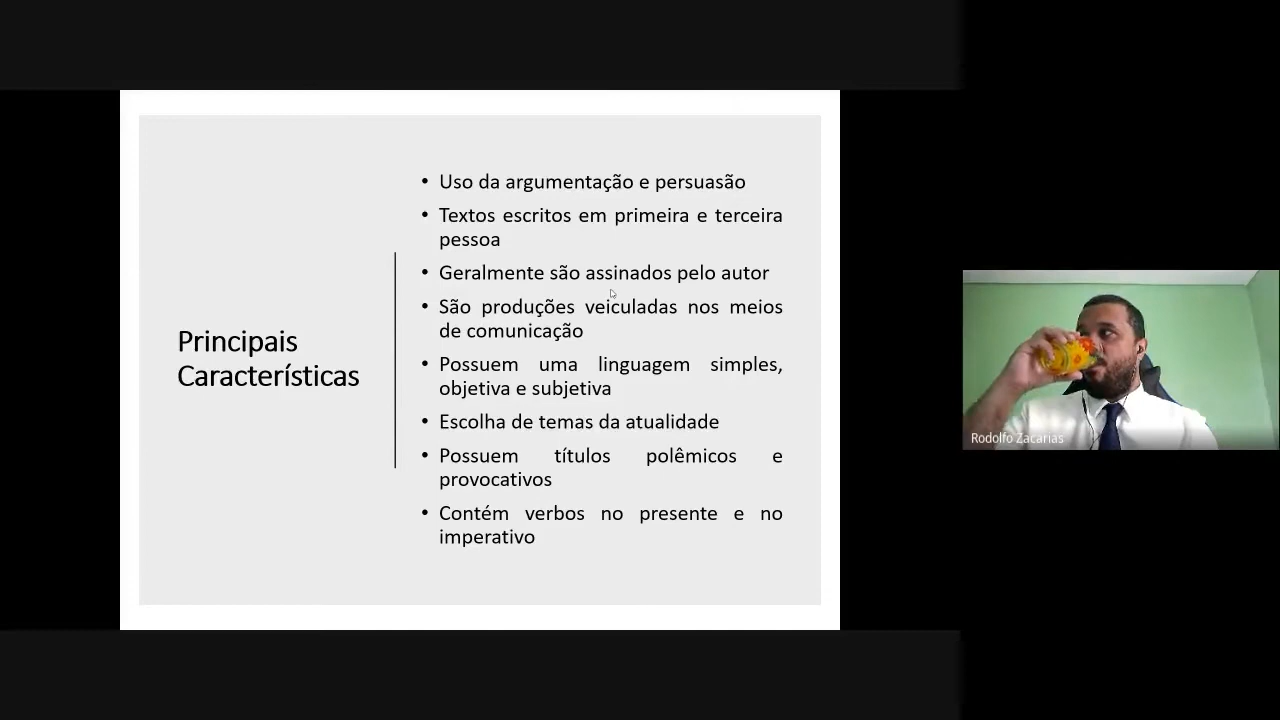 Principais
Características
• Uso da argumentação e persuasão
• Textos escritos em primeira e terceira
pessoa
• Geralmente são assinados pelo autor
• São produções veiculadas nos meios
de comunicação
• Possuem uma linguagem simples,
objetiva e subjetiva
• Escolha de temas da atualidade
• Possuem títulos polêmicos e
provocativos
• Contém verbos no presente e no
imperativo
Rodolfo Zacarias